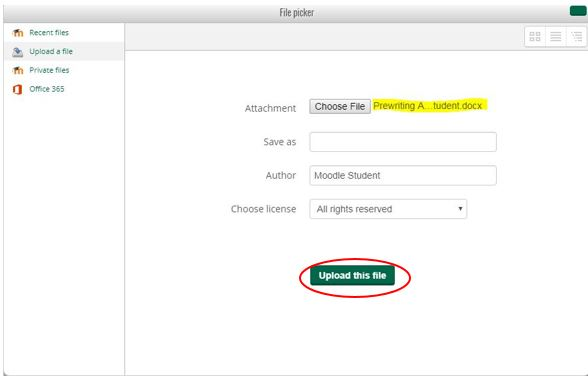 File picker
Recent files
Upload a file
Private files
Office 365
Attachment Choose File Prewriting A...tudent.docx
Save as
Author Moodle Student
Choose license All rights reserved
Upload this file